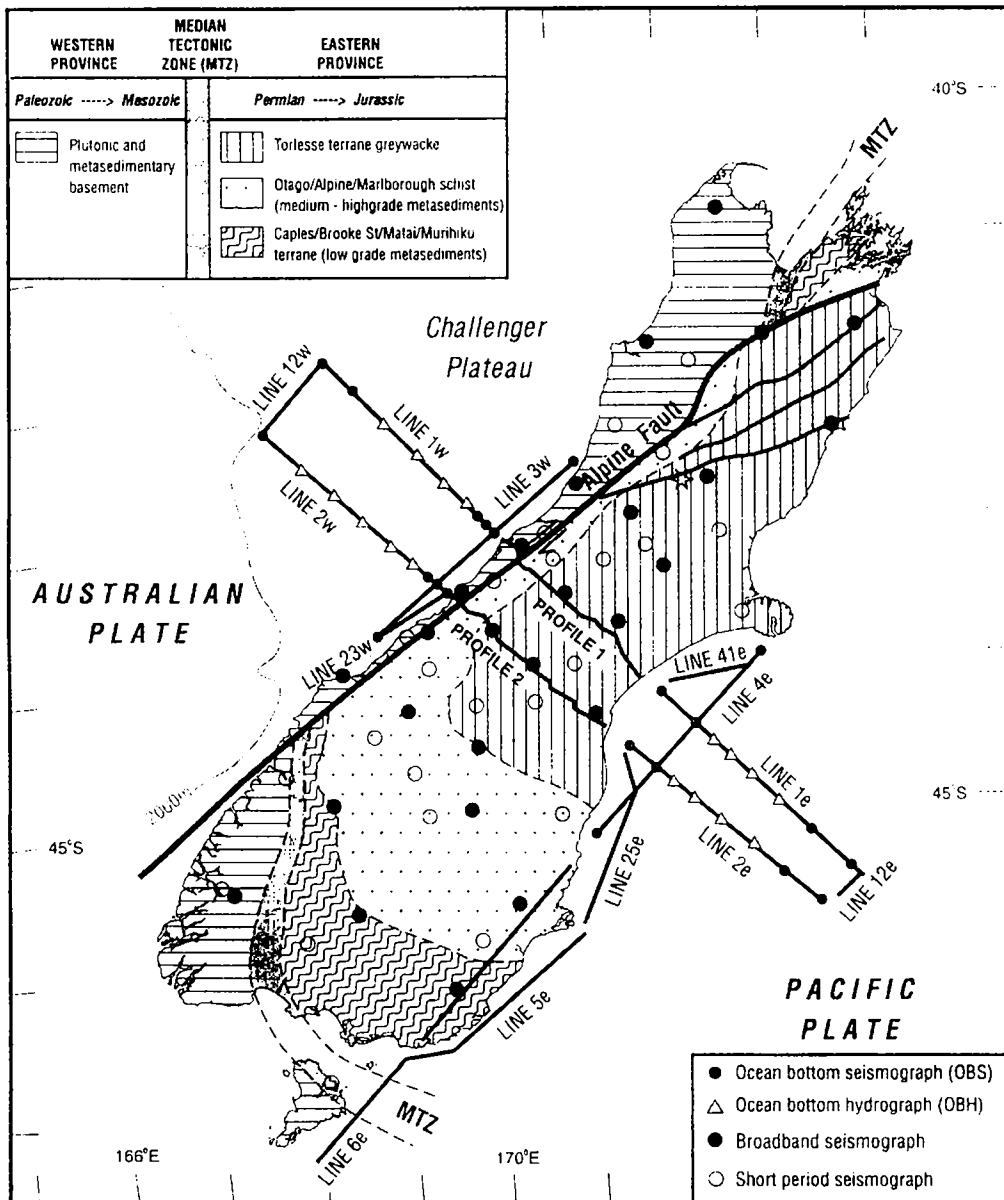 WESTERN
PROVINCE
MEDIAN
TECTONIC
ZONE (MTZ)
EASTERN
PROVINCE
Paleozoic -----> Mesozoic
Permian ----> Jurassic
Plutonic and
metasedimentary
basement
Torlesse terrane greywacke
Otago/Alpine/Marlborough schist
(medium - highgrade metasediments)
Caples/Brooke St/Matai/Murihiku
terrane (low grade metasediments)
40°S
MTZ
Challenger
Plateau
LINE 12w
LINE 1w
LINE 3w
Alpine Fault
LINE 2w
AUSTRALIAN
PLATE
PROFILE 1
PROFILE 2
LINE 23w
LINE 41e
LINE 4e
2000m
LINE 1e
45°S
45°S
LINE 25e
LINE 2e
LINE 12e
PACIFIC
PLATE
LINE 5e
MTZ
LINE 6e
166°E
170°E
Ocean bottom seismograph (OBS)
Ocean bottom hydrograph (OBH)
Broadband seismograph
Short period seismograph